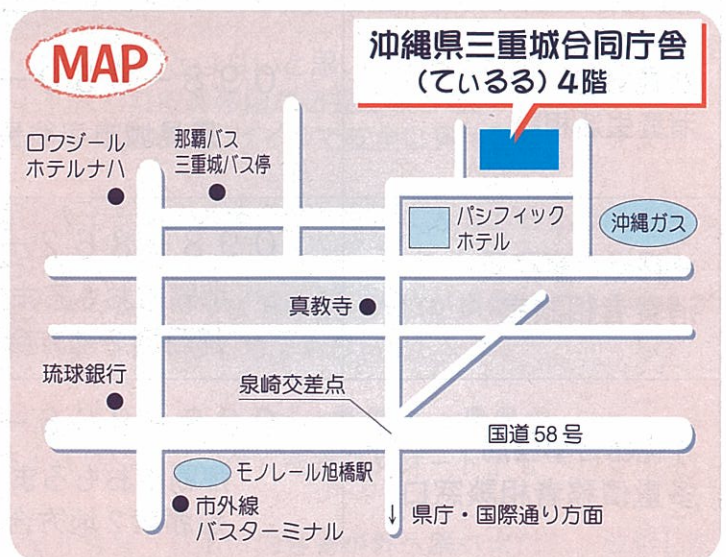 MAP
沖縄県三重城合同庁舎
(てぃるる) 4階
ロワジール
ホテルナハ
那覇バス
三重城バス停
パシフィック
ホテル
沖縄ガス
真教寺
琉球銀行
泉崎交差点
国道58号
モノレール旭橋駅
市外線
バスターミナル
↓ 県庁・国際通り方面